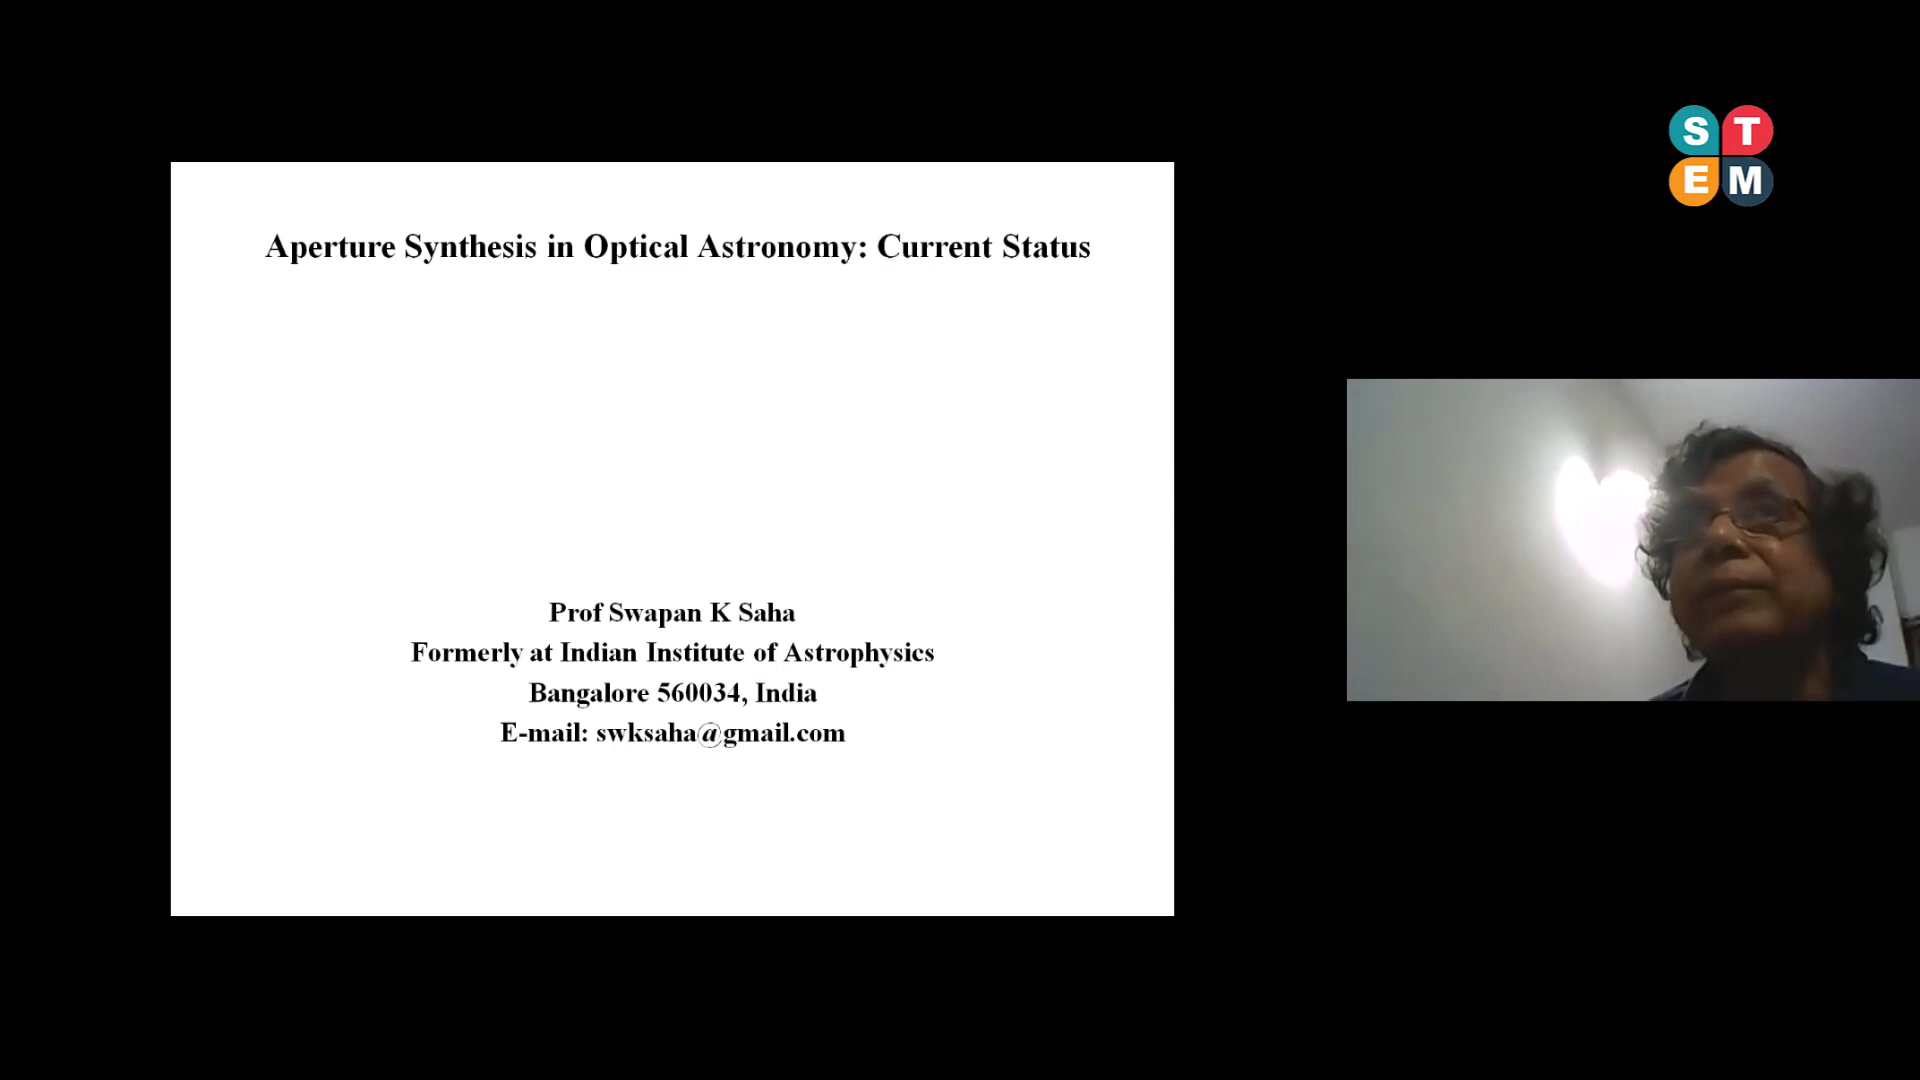 Aperture Synthesis in Optical Astronomy: Current Status
Prof Swapan K Saha
Formerly at Indian Institute of Astrophysics
Bangalore 560034, India
E-mail: swksaha@gmail.com
S T
E M